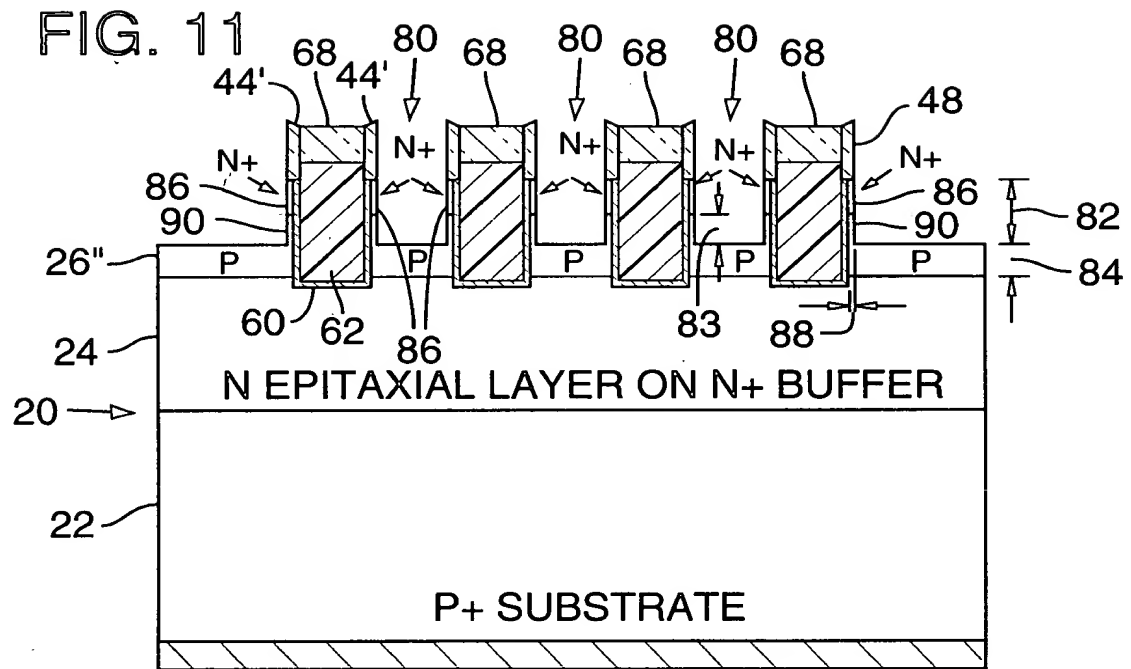 FIG. 11
80 80 80
68 68 68 68
44' 44'
48
N+ N+ N+ N+ N+
86 86
82
90 90
26" P P P P P 84
60 62 86 83 88
24
N EPITAXIAL LAYER ON N+ BUFFER
20
22
P+ SUBSTRATE